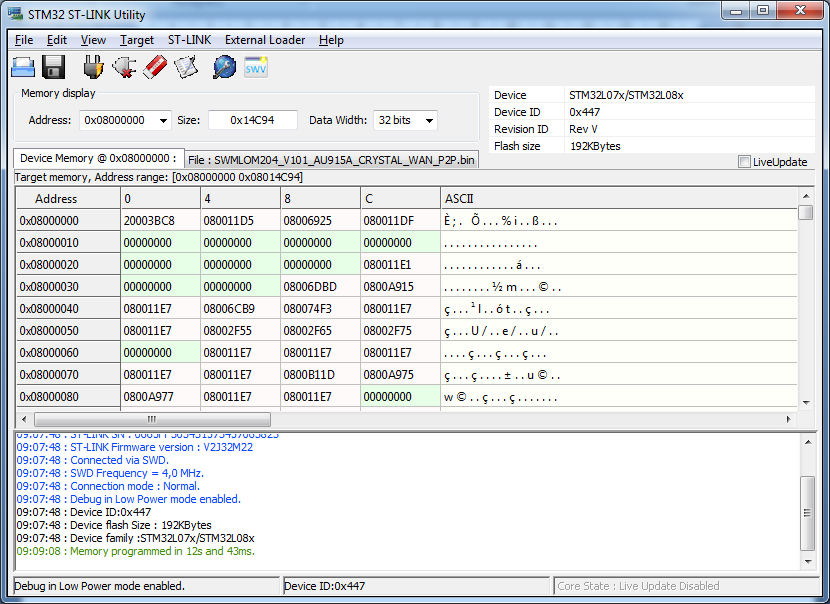 STM32 ST-LINK Utility
File Edit View Target ST-LINK External Loader Help
SWV
Memory display
Address: 0x08000000 Size: 0x14C94 Data Width: 32 bits
Device STM32L07x/STM32L08x
Device ID 0x447
Revision ID Rev V
Flash size 192KBytes
LiveUpdate
Device Memory @ 0x08000000 : File : SWMLOM204_V101_AU915A_CRYSTAL_WAN_P2P.bin
Target memory, Address range: [0x08000000 0x08014C94]
Address 0 4 8 C ASCII
0x08000000 20003BC8 080011D5 08006925 080011DF È;. Õ...%i..ß...
0x08000010 00000000 00000000 00000000 00000000 ................
0x08000020 00000000 00000000 00000000 080011E1 ............á...
0x08000030 00000000 00000000 08006DBD 0800A915 ........½m...©..
0x08000040 080011E7 08006CB9 080074F3 080011E7 ç...¹l..ót..ç...
0x08000050 080011E7 08002F55 08002F65 08002F75 ç...U/..e/..u/..
0x08000060 00000000 080011E7 080011E7 080011E7 ....ç...ç...ç...
0x08000070 080011E7 080011E7 0800B11D 0800A975 ç...ç....±..u©..
0x08000080 0800A977 080011E7 080011E7 00000000 w©..ç...ç.......
09:07:48 : ST-LINK SN :
09:07:48 : ST-LINK Firmware version : V2J32M22
09:07:48 : Connected via SWD.
09:07:48 : SWD Frequency = 4,0 MHz.
09:07:48 : Connection mode : Normal.
09:07:48 : Debug in Low Power mode enabled.
09:07:48 : Device ID:0x447
09:07:48 : Device flash Size : 192KBytes
09:07:48 : Device family :STM32L07x/STM32L08x
09:09:08 : Memory programmed in 12s and 43ms.
Debug in Low Power mode enabled. Device ID:0x447 Core State : Live Update Disabled